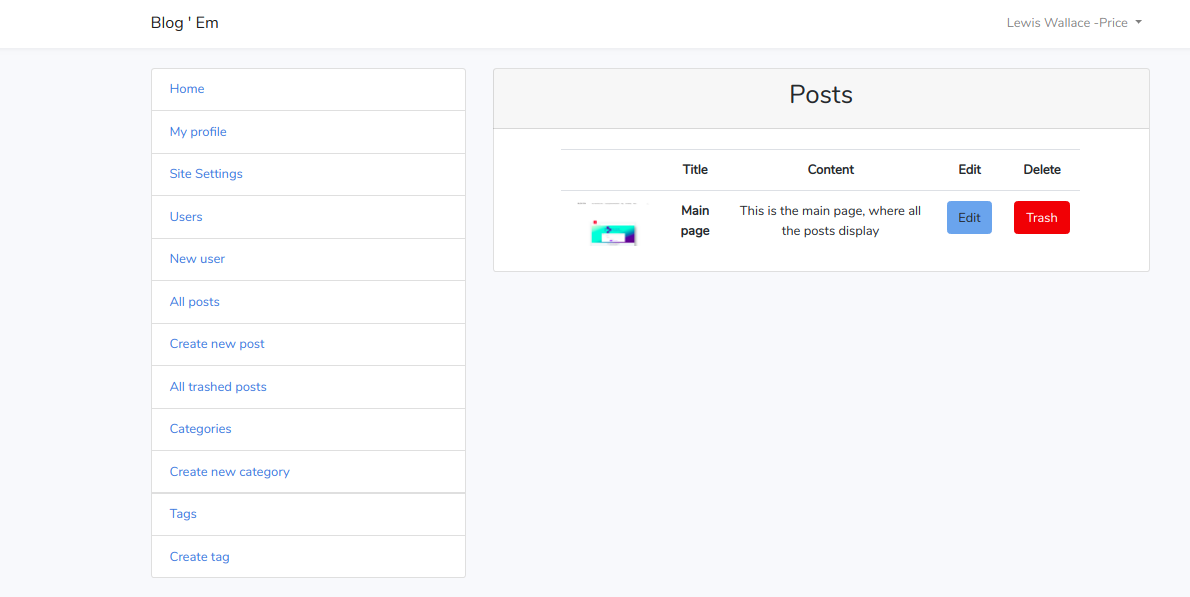 Blog ' Em
Lewis Wallace -Price
Home
My profile
Site Settings
Users
New user
All posts
Create new post
All trashed posts
Categories
Create new category
Tags
Create tag
Posts
Title Content Edit Delete
Main page
This is the main page, where all
the posts display
Edit
Trash